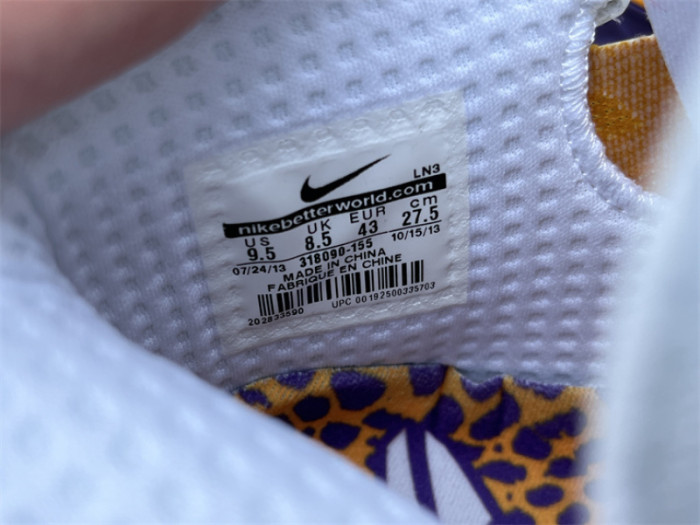 LN3
nikebetterworld.com
US UK EUR cm
9.5 8.5 43 27.5
07/24/13 318090-155 10/15/13
MADE IN CHINA
FABRIQUE EN CHINE
202833590 UPC 00192500335703